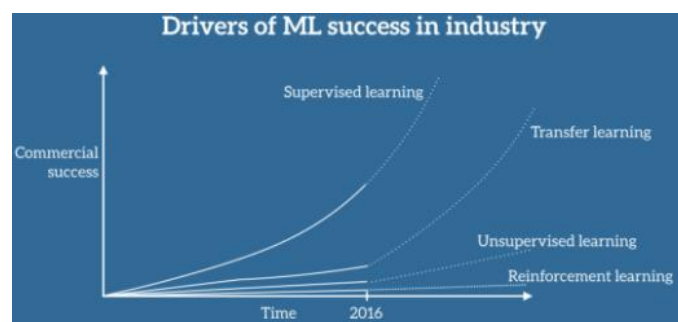 Drivers of ML success in industry
Supervised learning
Transfer learning
Commercial
success
Unsupervised learning
Reinforcement learning
Time
2016